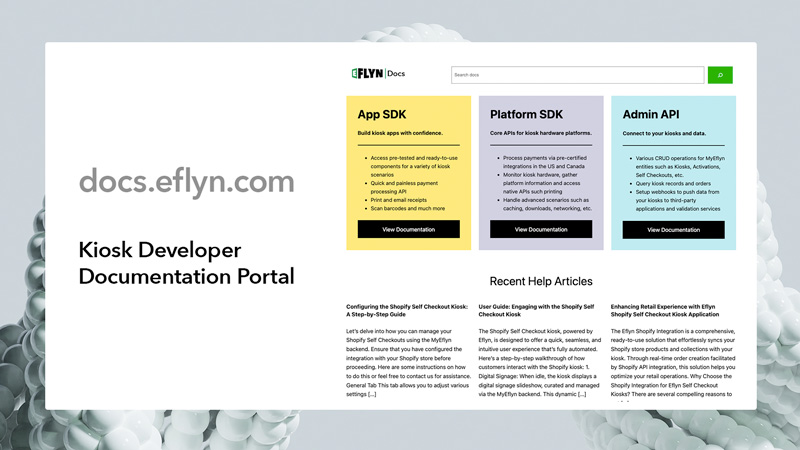 docs.eflyn.com
Kiosk Developer
Documentation Portal
EFLYN | Docs
Search docs
App SDK
Build kiosk apps with confidence.
• Access pre-tested and ready-to-use
components for a variety of kiosk
scenarios
• Quick and painless payment
processing API
• Print and email receipts
• Scan barcodes and much more
View Documentation
Platform SDK
Core APIs for kiosk hardware platforms.
• Process payments via pre-certified
integrations in the US and Canada
• Monitor kiosk hardware, gather
platform information and access
native APIs such printing
• Handle advanced scenarios such as
caching, downloads, networking, etc.
View Documentation
Admin API
Connect to your kiosks and data.
• Various CRUD operations for MyEflyn
entities such as Kiosks, Activations,
Self Checkouts, etc.
• Query kiosk records and orders
• Setup webhooks to push data from
your kiosks to third-party
applications and validation services
View Documentation
Recent Help Articles
Configuring the Shopify Self Checkout Kiosk:
A Step-by-Step Guide
Let's delve into how you can manage your
Shopify Self Checkouts using the MyEflyn
backend. Ensure that you have configured the
integration with your Shopify store before
proceeding. Here are some instructions on how
to do this or feel free to contact us for assistance.
General Tab This tab allows you to adjust various
settings [...]
User Guide: Engaging with the Shopify Self
Checkout Kiosk
The Shopify Self Checkout kiosk, powered by
Eflyn, is designed to offer a quick, seamless, and
intuitive user experience that's fully automated.
Here's a step-by-step walkthrough of how
customers interact with the Shopify kiosk: 1.
Digital Signage: When idle, the kiosk displays a
digital signage slideshow, curated and managed
via the MyEflyn backend. This dynamic [...]
Enhancing Retail Experience with Eflyn
Shopify Self Checkout Kiosk Application
The Eflyn Shopify Integration is a comprehensive,
ready-to-use solution that effortlessly syncs your
Shopify store products and collections with your
kiosk. Through real-time order creation facilitated
by Shopify API integration, this solution helps you
optimize your retail operations. Why Choose the
Shopify Integration for Eflyn Self Checkout
Kiosks? There are several compelling reasons to